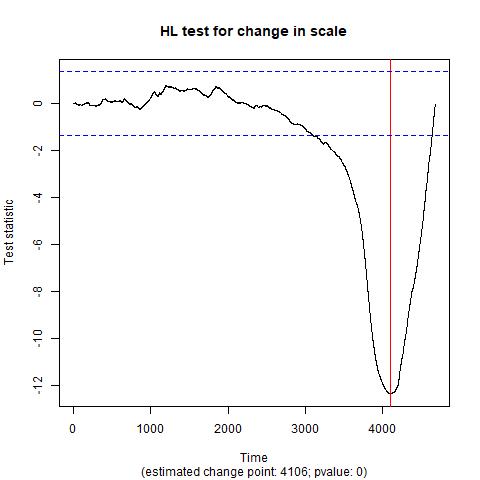 HL test for change in scale
Test statistic
0
-2
-4
-6
-8
-10
-12
0 1000 2000 3000 4000
Time
(estimated change point: 4106; pvalue: 0)